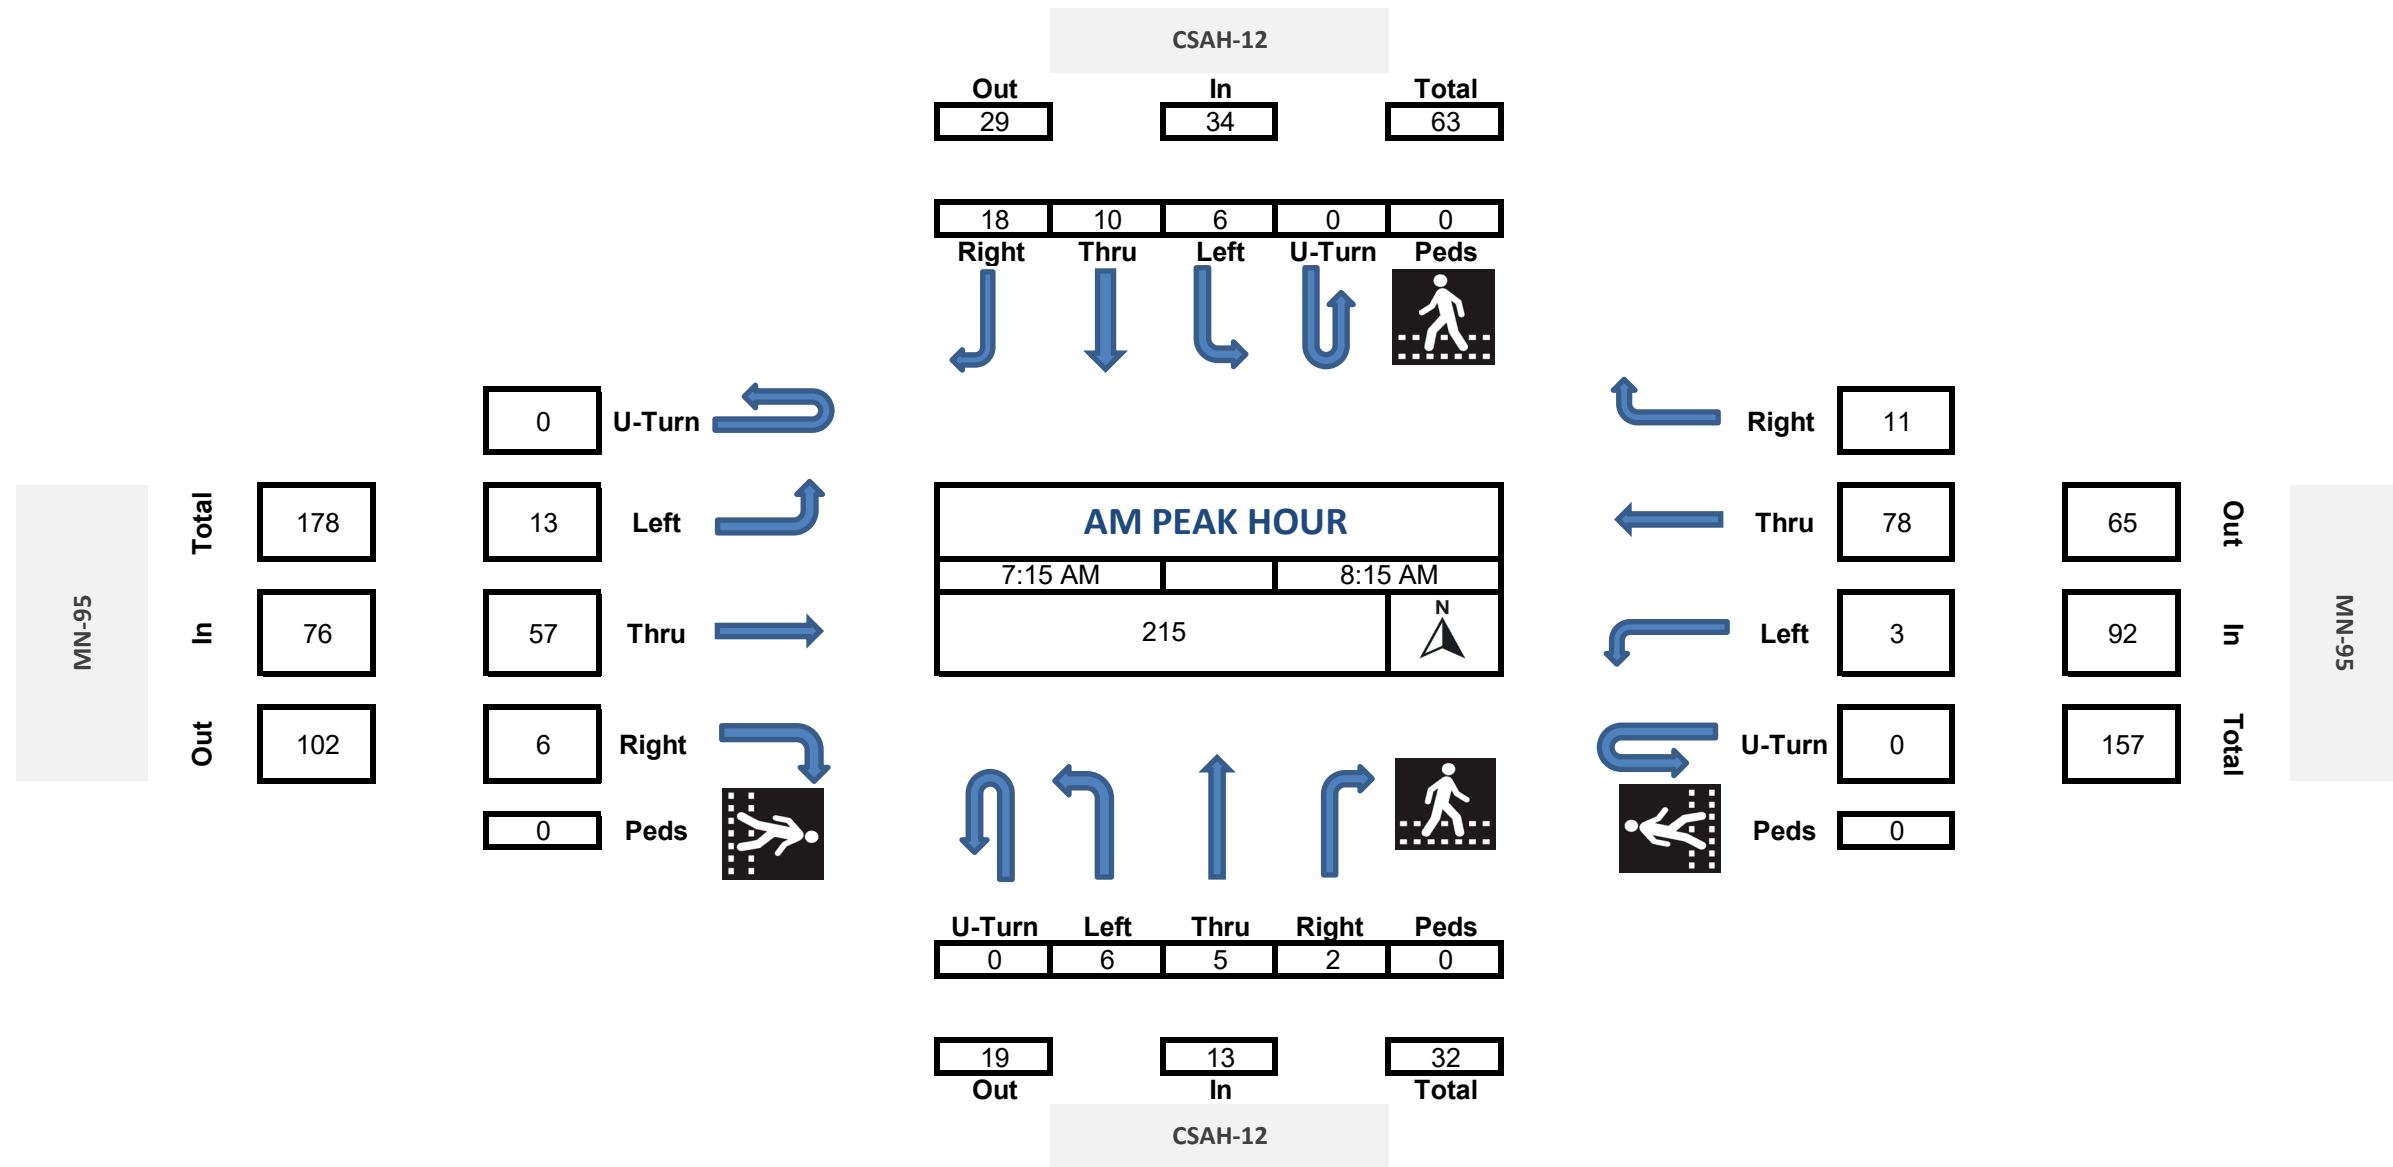 CSAH-12
Out In Total
29 34 63
18 10 6 0 0
Right Thru Left U-Turn Peds
0 U-Turn
Right 11
Total 178 13 Left
AM PEAK HOUR
Thru 78 65 Out
7:15 AM 8:15 AM
MN-95
In 76 57 Thru
215
N
Left 3 92 In
MN-95
Out 102 6 Right
U-Turn 0 157 Total
0 Peds
Peds 0
U-Turn Left Thru Right Peds
0 6 5 2 0
19 13 32
Out In Total
CSAH-12